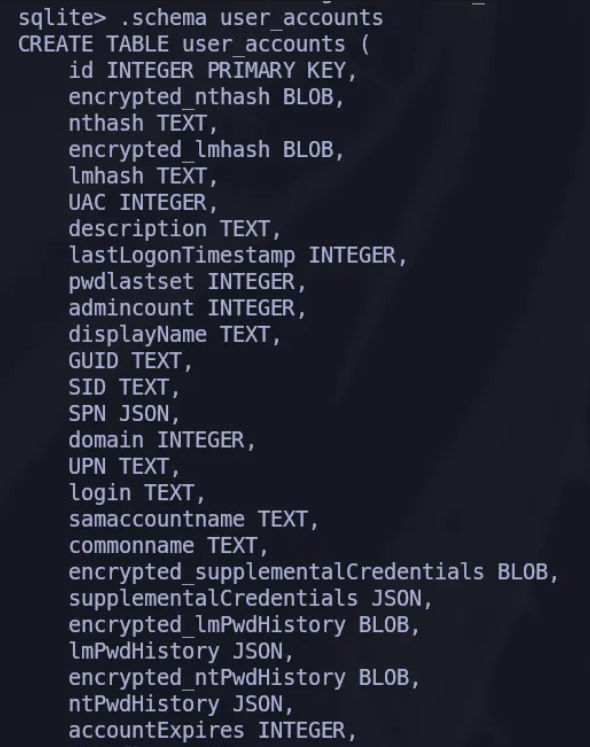 sqlite> .schema user_accounts
CREATE TABLE user_accounts (
    id INTEGER PRIMARY KEY,
    encrypted_nthash BLOB,
    nthash TEXT,
    encrypted_lmhash BLOB,
    lmhash TEXT,
    UAC INTEGER,
    description TEXT,
    lastLogonTimestamp INTEGER,
    pwdlastset INTEGER,
    admincount INTEGER,
    displayName TEXT,
    GUID TEXT,
    SID TEXT,
    SPN JSON,
    domain INTEGER,
    UPN TEXT,
    login TEXT,
    samaccountname TEXT,
    commonname TEXT,
    encrypted_supplementalCredentials BLOB,
    supplementalCredentials JSON,
    encrypted_lmPwdHistory BLOB,
    lmPwdHistory JSON,
    encrypted_ntPwdHistory BLOB,
    ntPwdHistory JSON,
    accountExpires INTEGER,